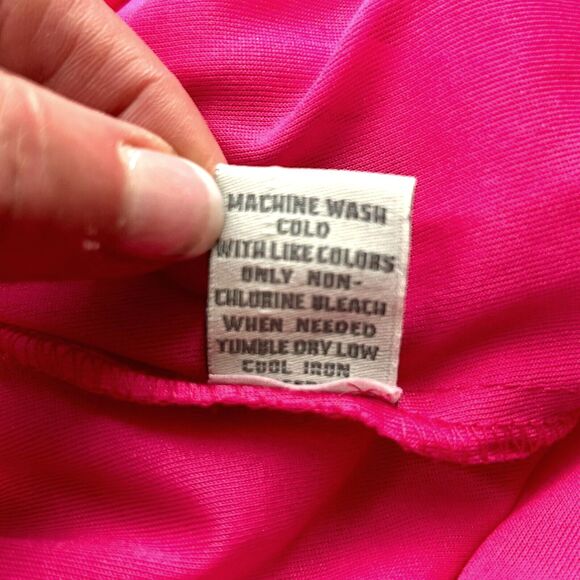 MACHINE WASH
COLD
WITH LIKE COLORS
ONLY NON-
CHLORINE BLEACH
WHEN NEEDED
TUMBLE DRY LOW
COOL IRON